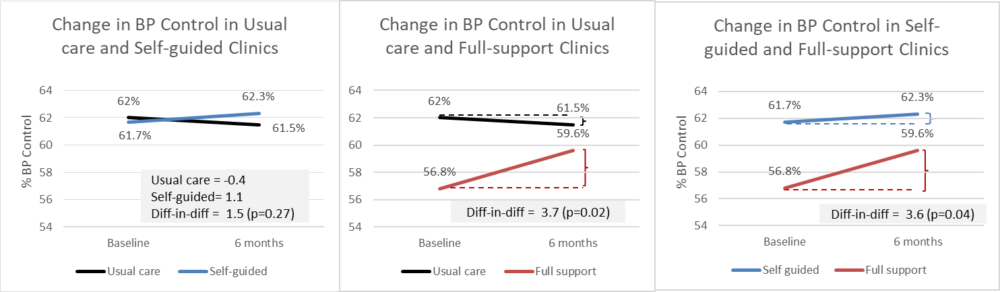 Change in BP Control in Usual
care and Self-guided Clinics
% BP Control
64
62
60
58
56
54
62%
62.3%
61.7%
61.5%
Usual care = -0.4
Self-guided= 1.1
Diff-in-diff = 1.5 (p=0.27)
Baseline
6 months
Usual care
Self-guided
Change in BP Control in Usual
care and Full-support Clinics
64
62
60
58
56
54
62%
61.5%
59.6%
56.8%
Diff-in-diff = 3.7 (p=0.02)
Baseline
6 months
Usual care
Full support
Change in BP Control in Self-
guided and Full-support Clinics
% BP Control
64
62
60
58
56
54
61.7%
62.3%
59.6%
56.8%
Diff-in-diff = 3.6 (p=0.04)
Baseline
6 months
Self guided
Full support